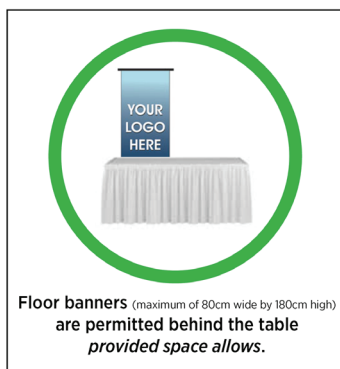 YOUR
LOGO
HERE
Floor banners (maximum of 80cm wide by 180cm high)
are permitted behind the table
provided space allows.